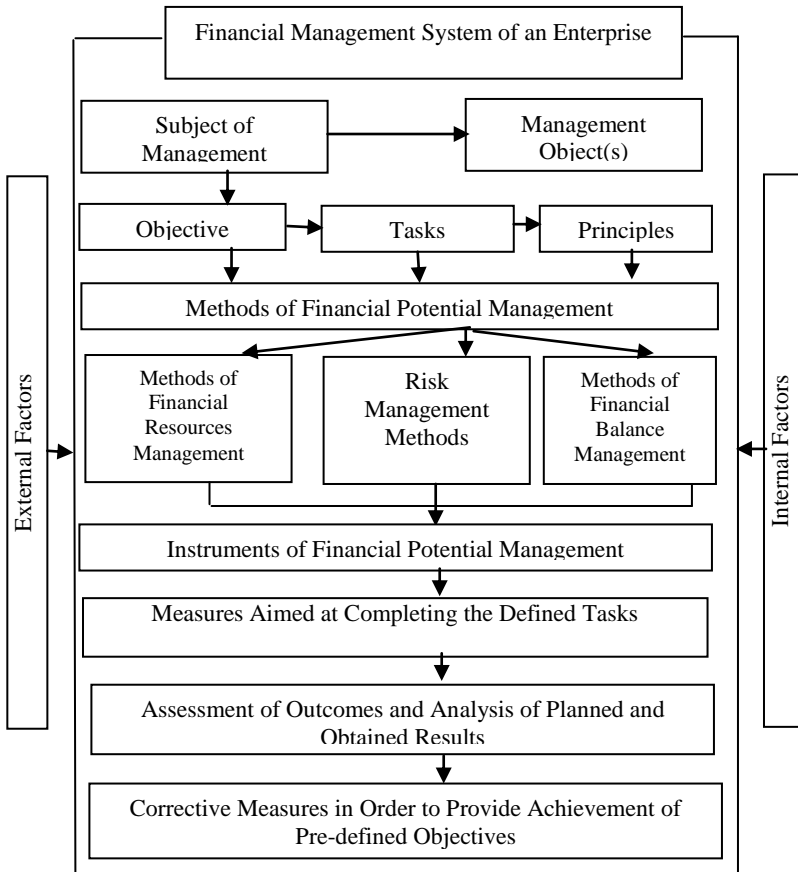 Financial Management System of an Enterprise
Subject of
Management
Management
Object(s)
Objective
Tasks
Principles
Methods of Financial Potential Management
Methods of
Financial
Resources
Management
Risk
Management
Methods
Methods of
Financial
Balance
Management
External Factors
Internal Factors
Instruments of Financial Potential Management
Measures Aimed at Completing the Defined Tasks
Assessment of Outcomes and Analysis of Planned and
Obtained Results
Corrective Measures in Order to Provide Achievement of
Pre-defined Objectives